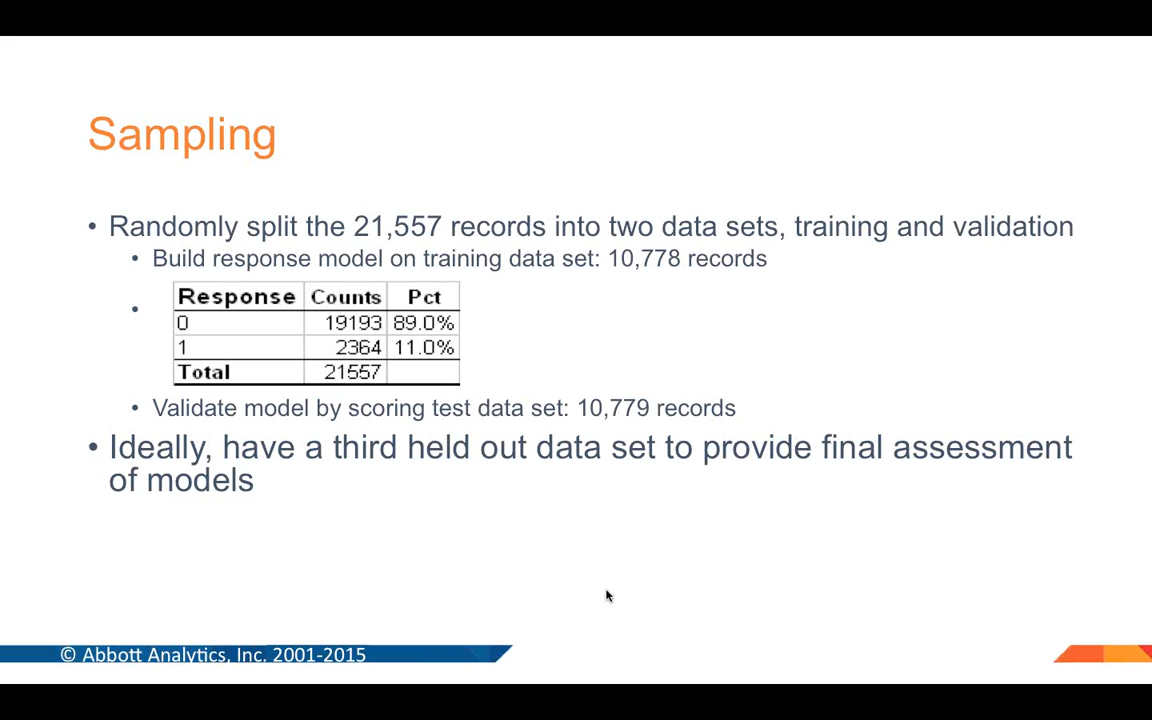 Sampling
• Randomly split the 21,557 records into two data sets, training and validation
• Build response model on training data set: 10,778 records
•
Response Counts Pct
0 19193 89.0%
1 2364 11.0%
Total 21557
• Validate model by scoring test data set: 10,779 records
• Ideally, have a third held out data set to provide final assessment
of models
© Abbott Analytics, Inc. 2001-2015